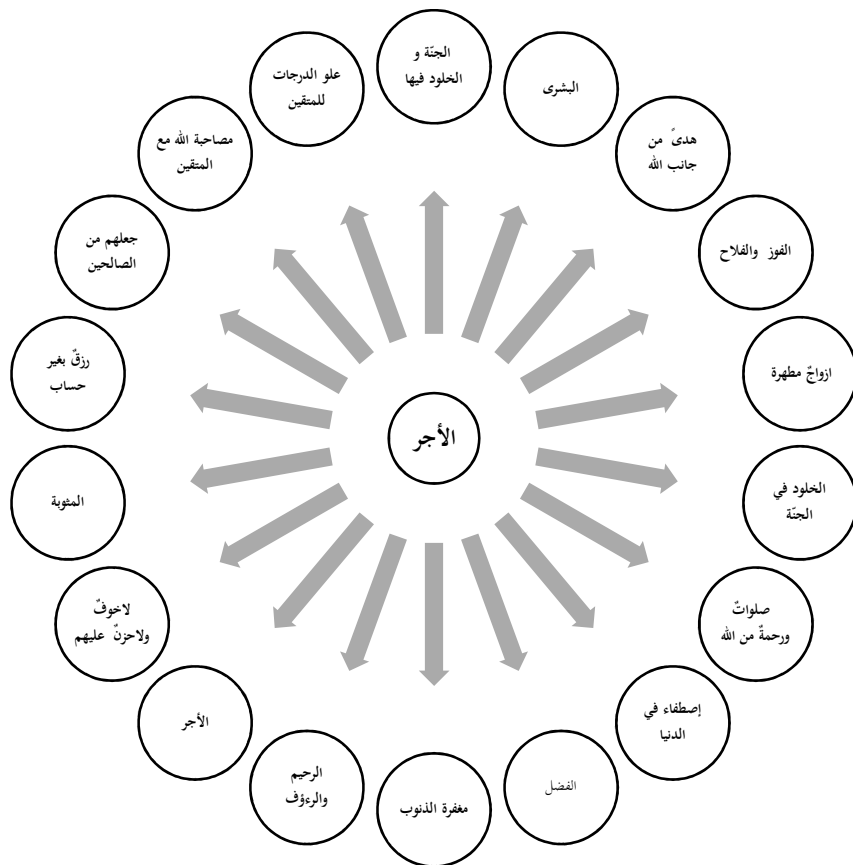 الجنّة و
الخلود فيها
البشرى
هدىً من
جانب الله
الفوز والفلاح
ازواجٌ مطهرة
الخلود في
الجنّة
صلواتٌ
ورحمةٌ من الله
إصطفاء في
الدنيا
الفضل
مغفرة الذنوب
الرحيم
والرءوف
الأجر
لاخوفٌ
ولاحزنٌ عليهم
المثوبة
رزقٌ بغير
حساب
جعلهم من
الصالحين
مصاحبة الله مع
المتقين
علو الدرجات
للمتقين
الأجر